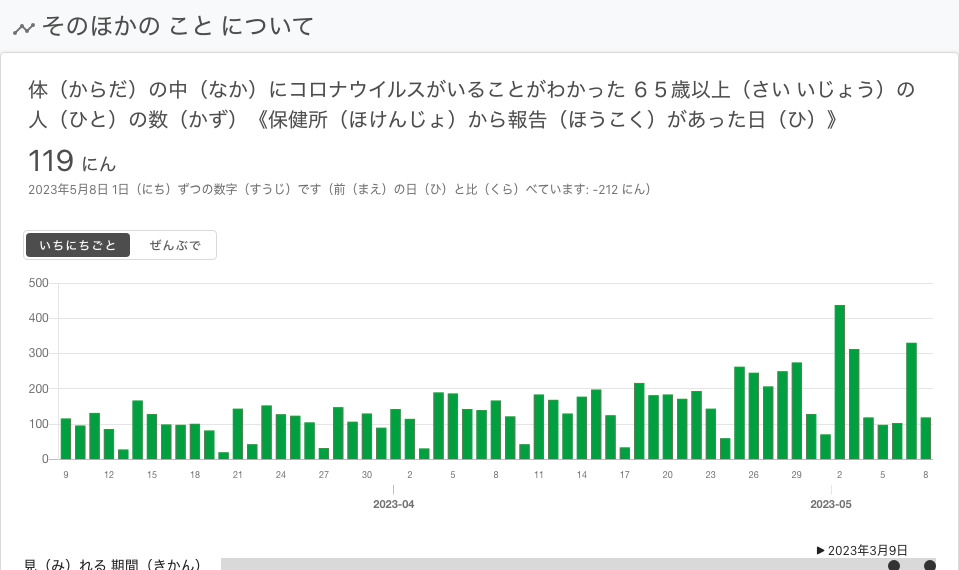 そのほかの こと について
体（からだ）の中（なか）にコロナウイルスがいることがわかった ６５歳以上（さい いじょう）の
人（ひと）の数（かず）《保健所（ほけんじょ）から報告（ほうこく）があった日（ひ）》
119 にん
2023年5月8日 1日（にち）ずつの数字（すうじ）です（前（まえ）の日（ひ）と比（くら）べています: -212 にん）
いちにちごと ぜんぶで
500
400
300
200
100
0
9 12 15 18 21 24 27 30 2 5 8 11 14 17 20 23 26 29 2 5 8
2023-04 2023-05
▶ 2023年3月9日
見（み）れる 期間（きかん）